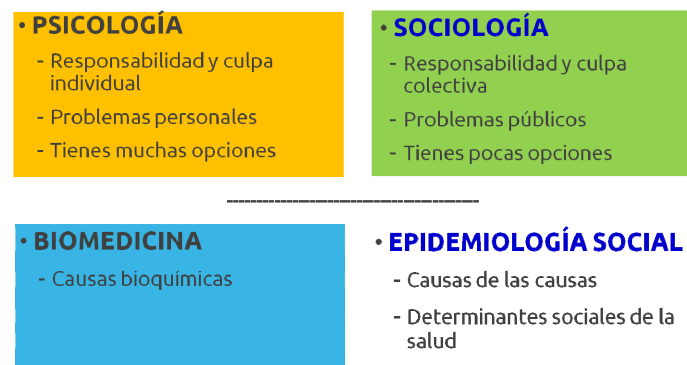 • PSICOLOGÍA
- Responsabilidad y culpa
individual
- Problemas personales
- Tienes muchas opciones
• SOCIOLOGÍA
- Responsabilidad y culpa
colectiva
- Problemas públicos
- Tienes pocas opciones
------------------------------------------
• BIOMEDICINA
- Causas bioquímicas
• EPIDEMIOLOGÍA SOCIAL
- Causas de las causas
- Determinantes sociales de la
salud